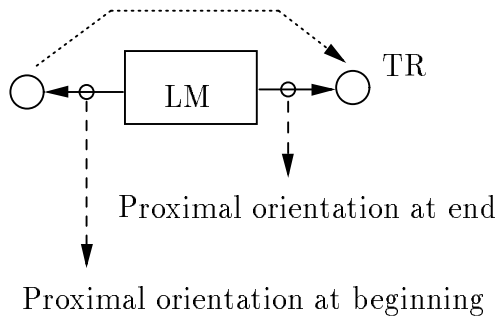 TR
LM
Proximal orientation at end
Proximal orientation at beginning